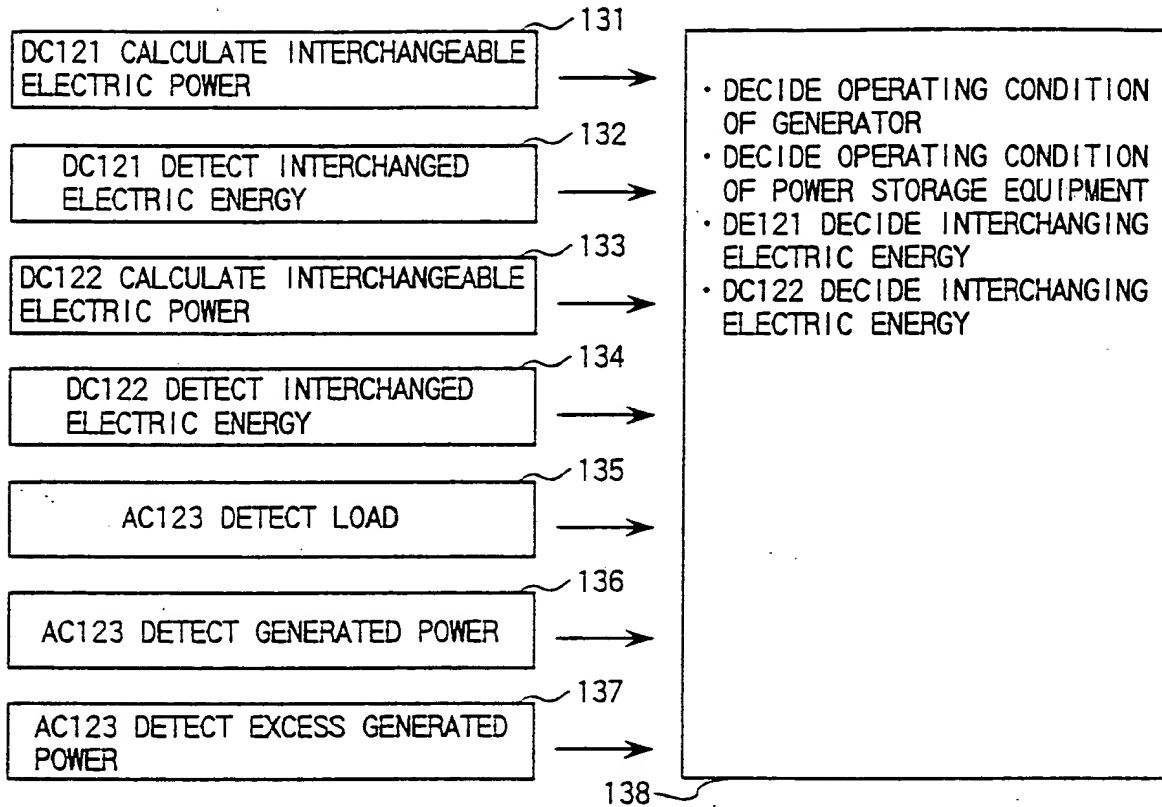 131
DC121 CALCULATE INTERCHANGEABLE
ELECTRIC POWER
132
DC121 DETECT INTERCHANGED
ELECTRIC ENERGY
133
DC122 CALCULATE INTERCHANGEABLE
ELECTRIC POWER
134
DC122 DETECT INTERCHANGED
ELECTRIC ENERGY
135
AC123 DETECT LOAD
136
AC123 DETECT GENERATED POWER
137
AC123 DETECT EXCESS GENERATED
POWER
· DECIDE OPERATING CONDITION
OF GENERATOR
· DECIDE OPERATING CONDITION
OF POWER STORAGE EQUIPMENT
· DE121 DECIDE INTERCHANGING
ELECTRIC ENERGY
· DC122 DECIDE INTERCHANGING
ELECTRIC ENERGY
138